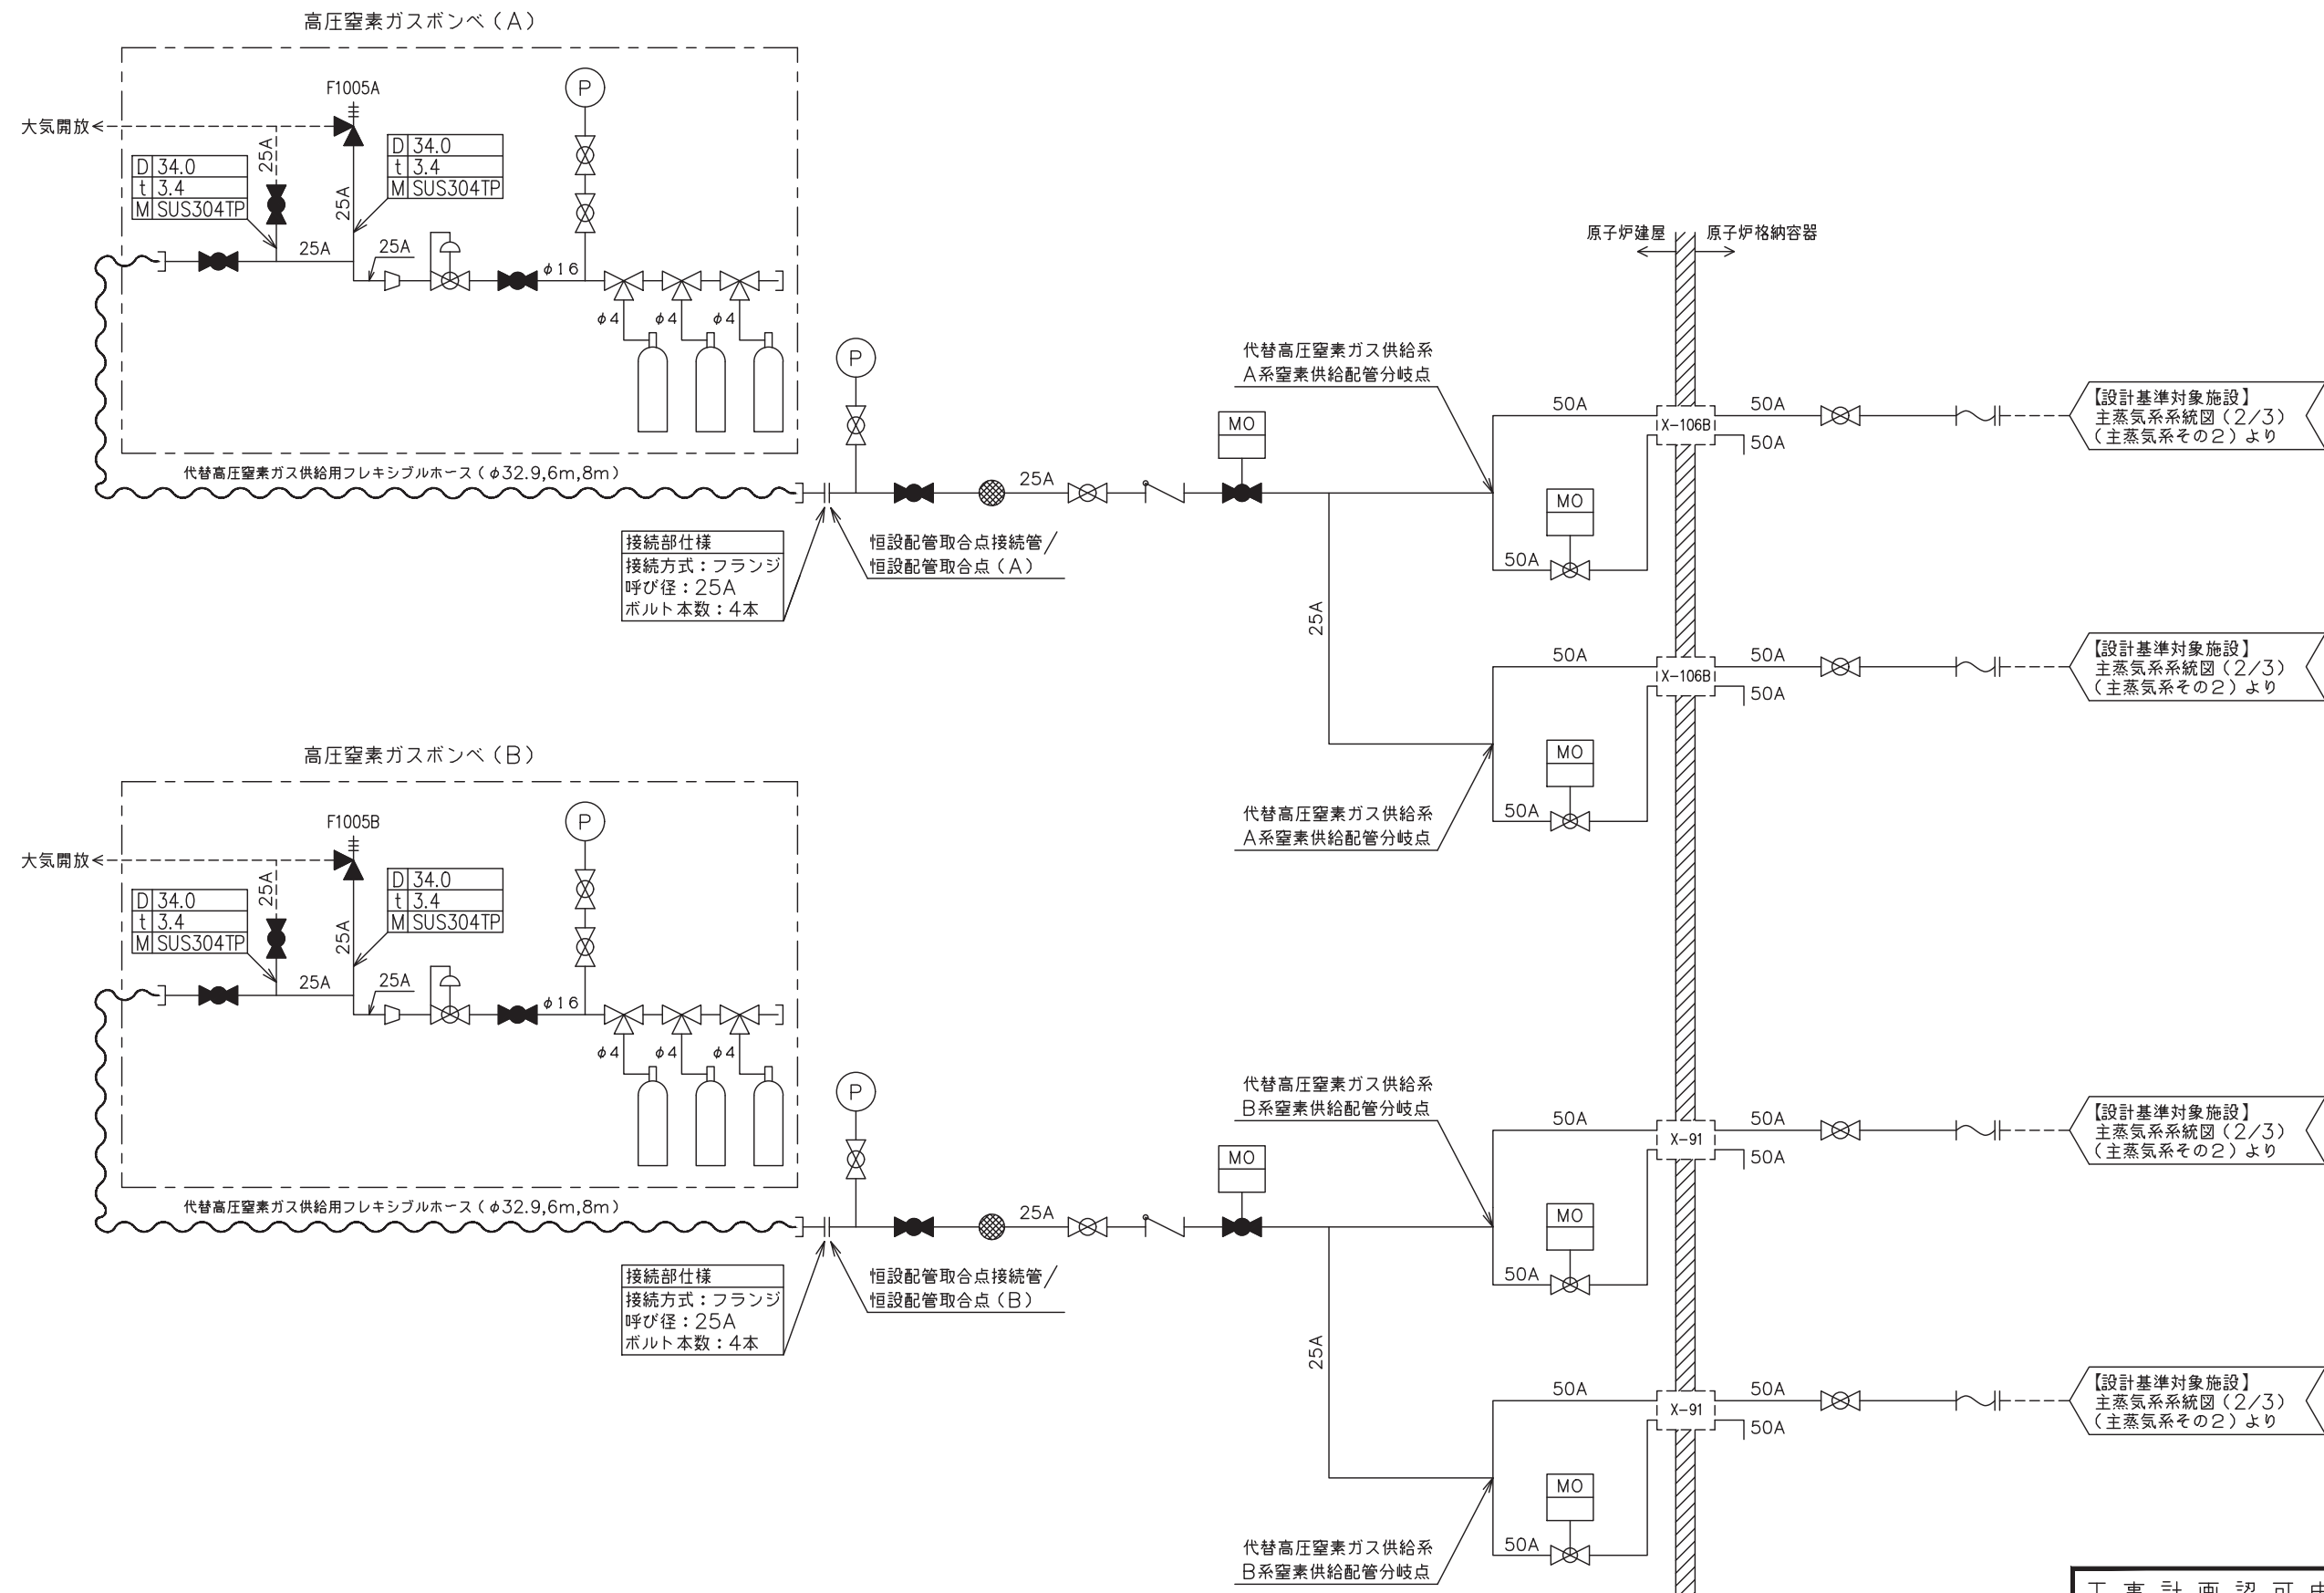 高圧窒素ガスボンベ（A）
F1005A
P
大気開放
25A
D 34.0
t 3.4
M SUS304TP
D 34.0
t 3.4
M SUS304TP
25A
25A
25A
φ16
φ4
φ4
φ4
代替高圧窒素ガス供給用フレキシブルホース（φ32.9,6m,8m）
P
25A
接続部仕様
接続方式：フランジ
呼び径：25A
ボルト本数：4本
恒設配管取合点接続管／
恒設配管取合点（A）
MO
代替高圧窒素ガス供給系
A系窒素供給配管分岐点
原子炉建屋
原子炉格納容器
50A
X-106B
50A
50A
MO
50A
【設計基準対象施設】
主蒸気系系統図（2／3）
（主蒸気系その2）より
25A
50A
X-106B
50A
50A
MO
50A
代替高圧窒素ガス供給系
A系窒素供給配管分岐点
【設計基準対象施設】
主蒸気系系統図（2／3）
（主蒸気系その2）より
高圧窒素ガスボンベ（B）
F1005B
P
大気開放
25A
D 34.0
t 3.4
M SUS304TP
D 34.0
t 3.4
M SUS304TP
25A
25A
25A
φ16
φ4
φ4
φ4
代替高圧窒素ガス供給用フレキシブルホース（φ32.9,6m,8m）
P
25A
接続部仕様
接続方式：フランジ
呼び径：25A
ボルト本数：4本
恒設配管取合点接続管／
恒設配管取合点（B）
MO
代替高圧窒素ガス供給系
B系窒素供給配管分岐点
50A
X-91
50A
50A
MO
50A
【設計基準対象施設】
主蒸気系系統図（2／3）
（主蒸気系その2）より
25A
50A
X-91
50A
50A
MO
50A
代替高圧窒素ガス供給系
B系窒素供給配管分岐点
【設計基準対象施設】
主蒸気系系統図（2／3）
（主蒸気系その2）より
工事計画認可申